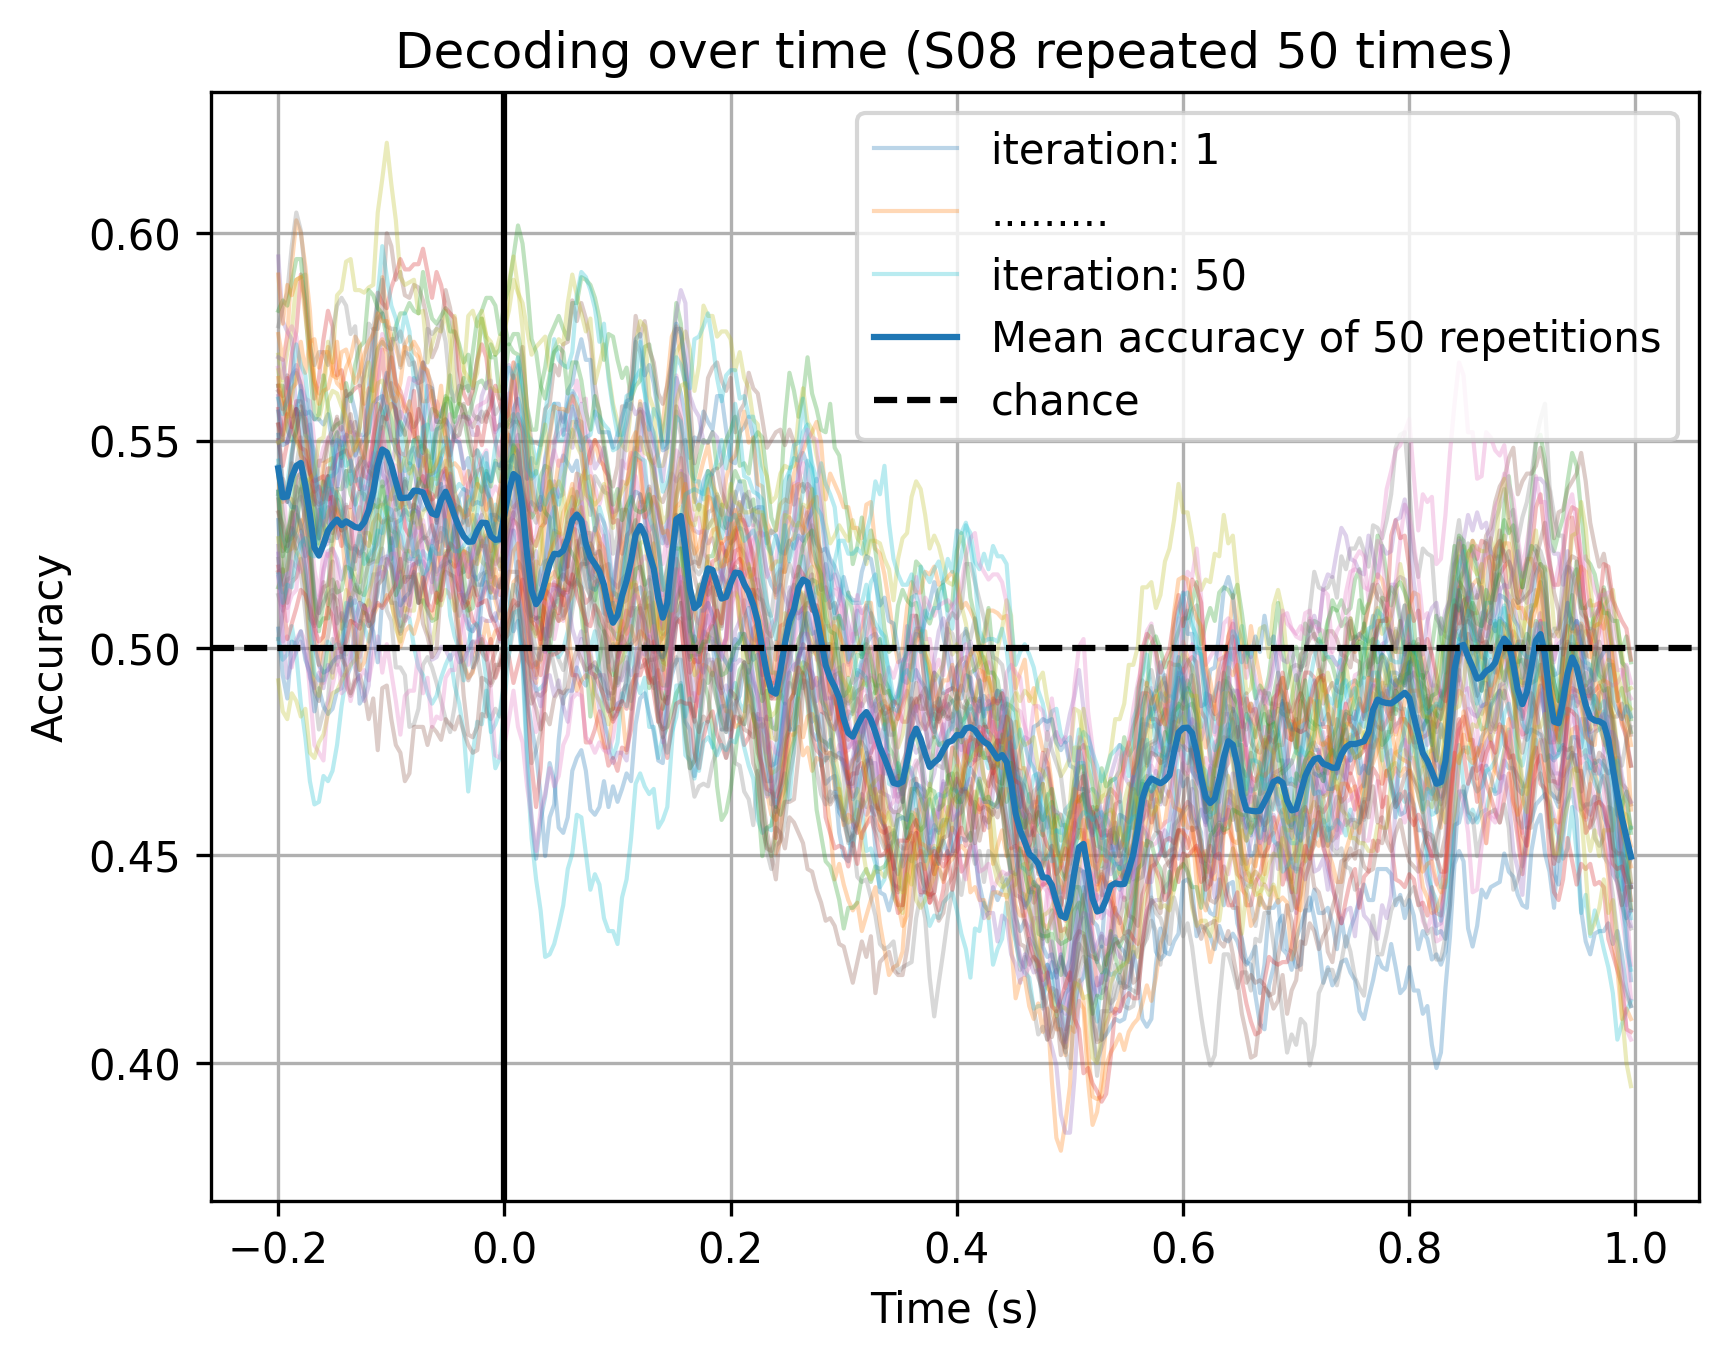 Decoding over time (S08 repeated 50 times)
iteration: 1
.........
iteration: 50
Mean accuracy of 50 repetitions
chance
0.60
0.55
0.50
0.45
0.40
Accuracy
−0.2
0.0
0.2
0.4
0.6
0.8
1.0
Time (s)